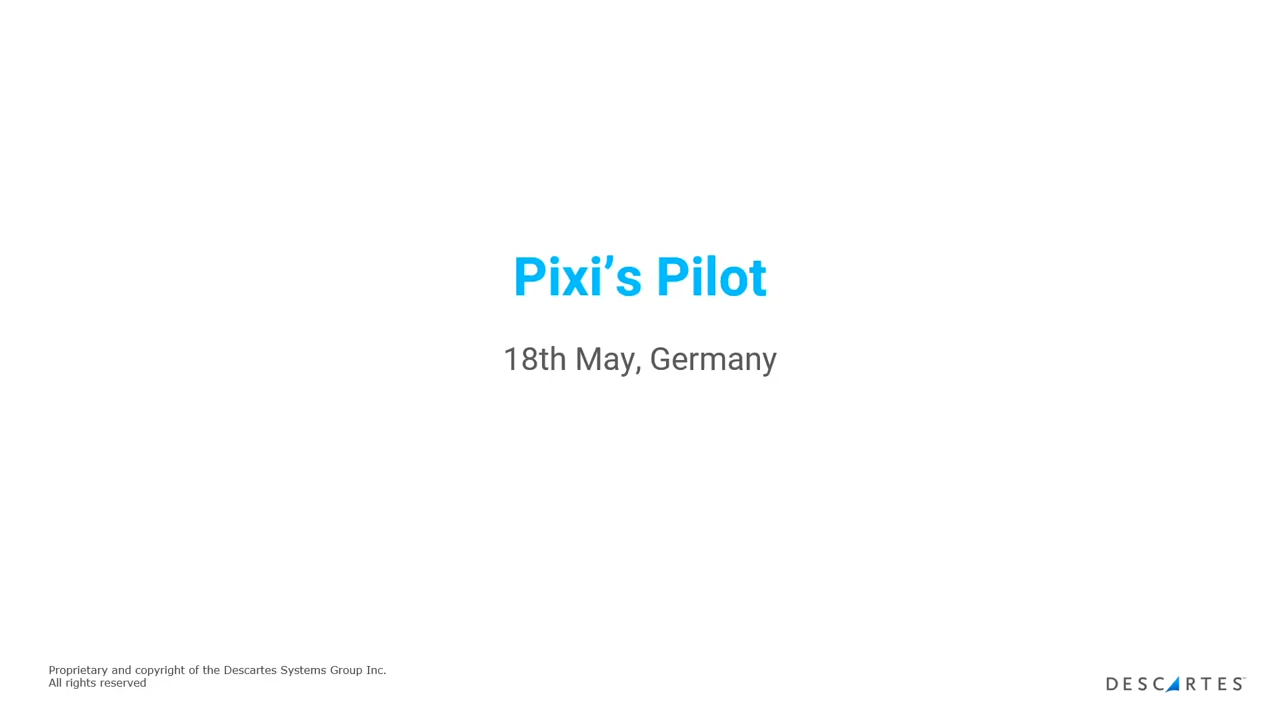 Pixi’s Pilot
18th May, Germany
Proprietary and copyright of the Descartes Systems Group Inc.
All rights reserved
DESCARTES